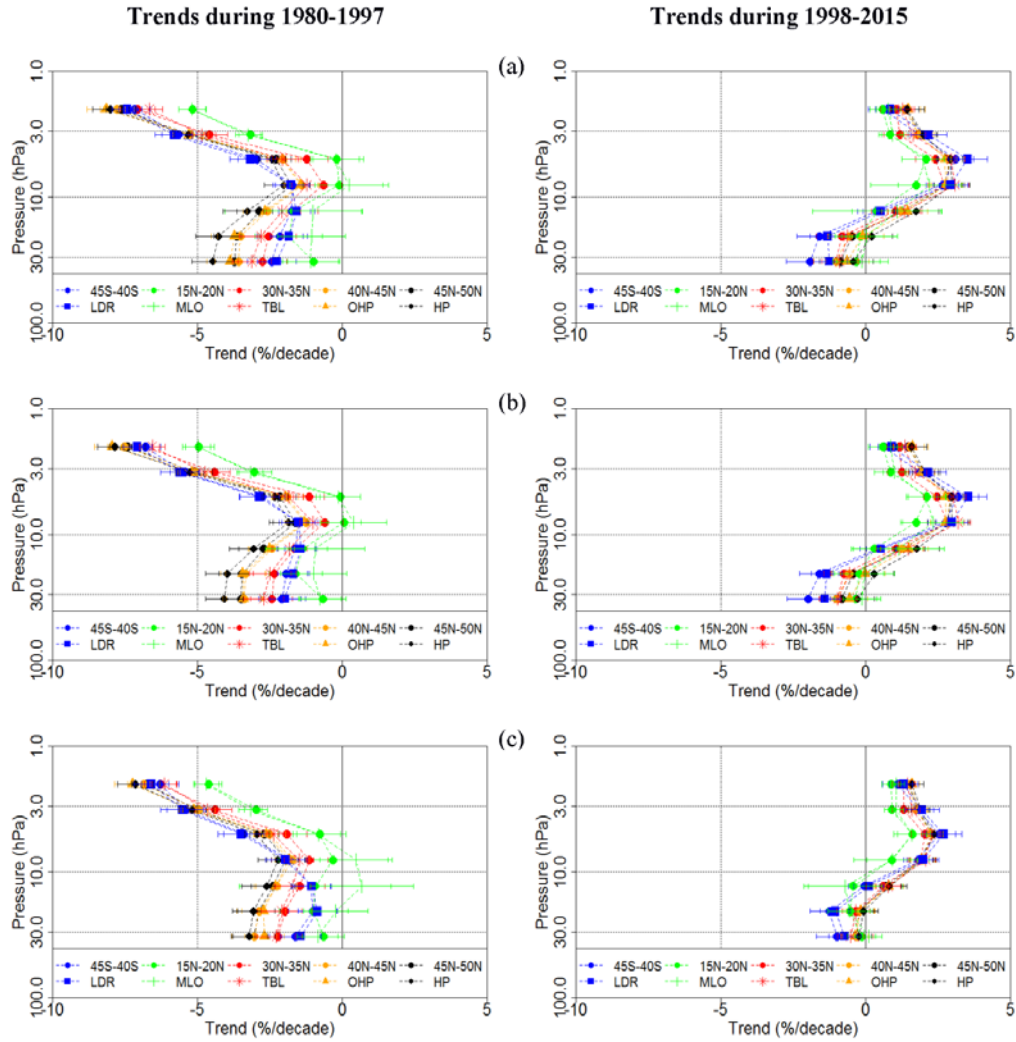 Trends during 1980-1997 Trends during 1998-2015
(a)
Pressure (hPa)
1.0
3.0
10.0
30.0
100.0
45S-40S 15N-20N 30N-35N 40N-45N 45N-50N
LDR MLO TBL OHP HP
-10 -5 0 5
Trend (%/decade)
Pressure (hPa)
1.0
3.0
10.0
30.0
100.0
45S-40S 15N-20N 30N-35N 40N-45N 45N-50N
LDR MLO TBL OHP HP
-10 -5 0 5
Trend (%/decade)
(b)
Pressure (hPa)
1.0
3.0
10.0
30.0
100.0
45S-40S 15N-20N 30N-35N 40N-45N 45N-50N
LDR MLO TBL OHP HP
-10 -5 0 5
Trend (%/decade)
Pressure (hPa)
1.0
3.0
10.0
30.0
100.0
45S-40S 15N-20N 30N-35N 40N-45N 45N-50N
LDR MLO TBL OHP HP
-10 -5 0 5
Trend (%/decade)
(c)
Pressure (hPa)
1.0
3.0
10.0
30.0
100.0
45S-40S 15N-20N 30N-35N 40N-45N 45N-50N
LDR MLO TBL OHP HP
-10 -5 0 5
Trend (%/decade)
Pressure (hPa)
1.0
3.0
10.0
30.0
100.0
45S-40S 15N-20N 30N-35N 40N-45N 45N-50N
LDR MLO TBL OHP HP
-10 -5 0 5
Trend (%/decade)